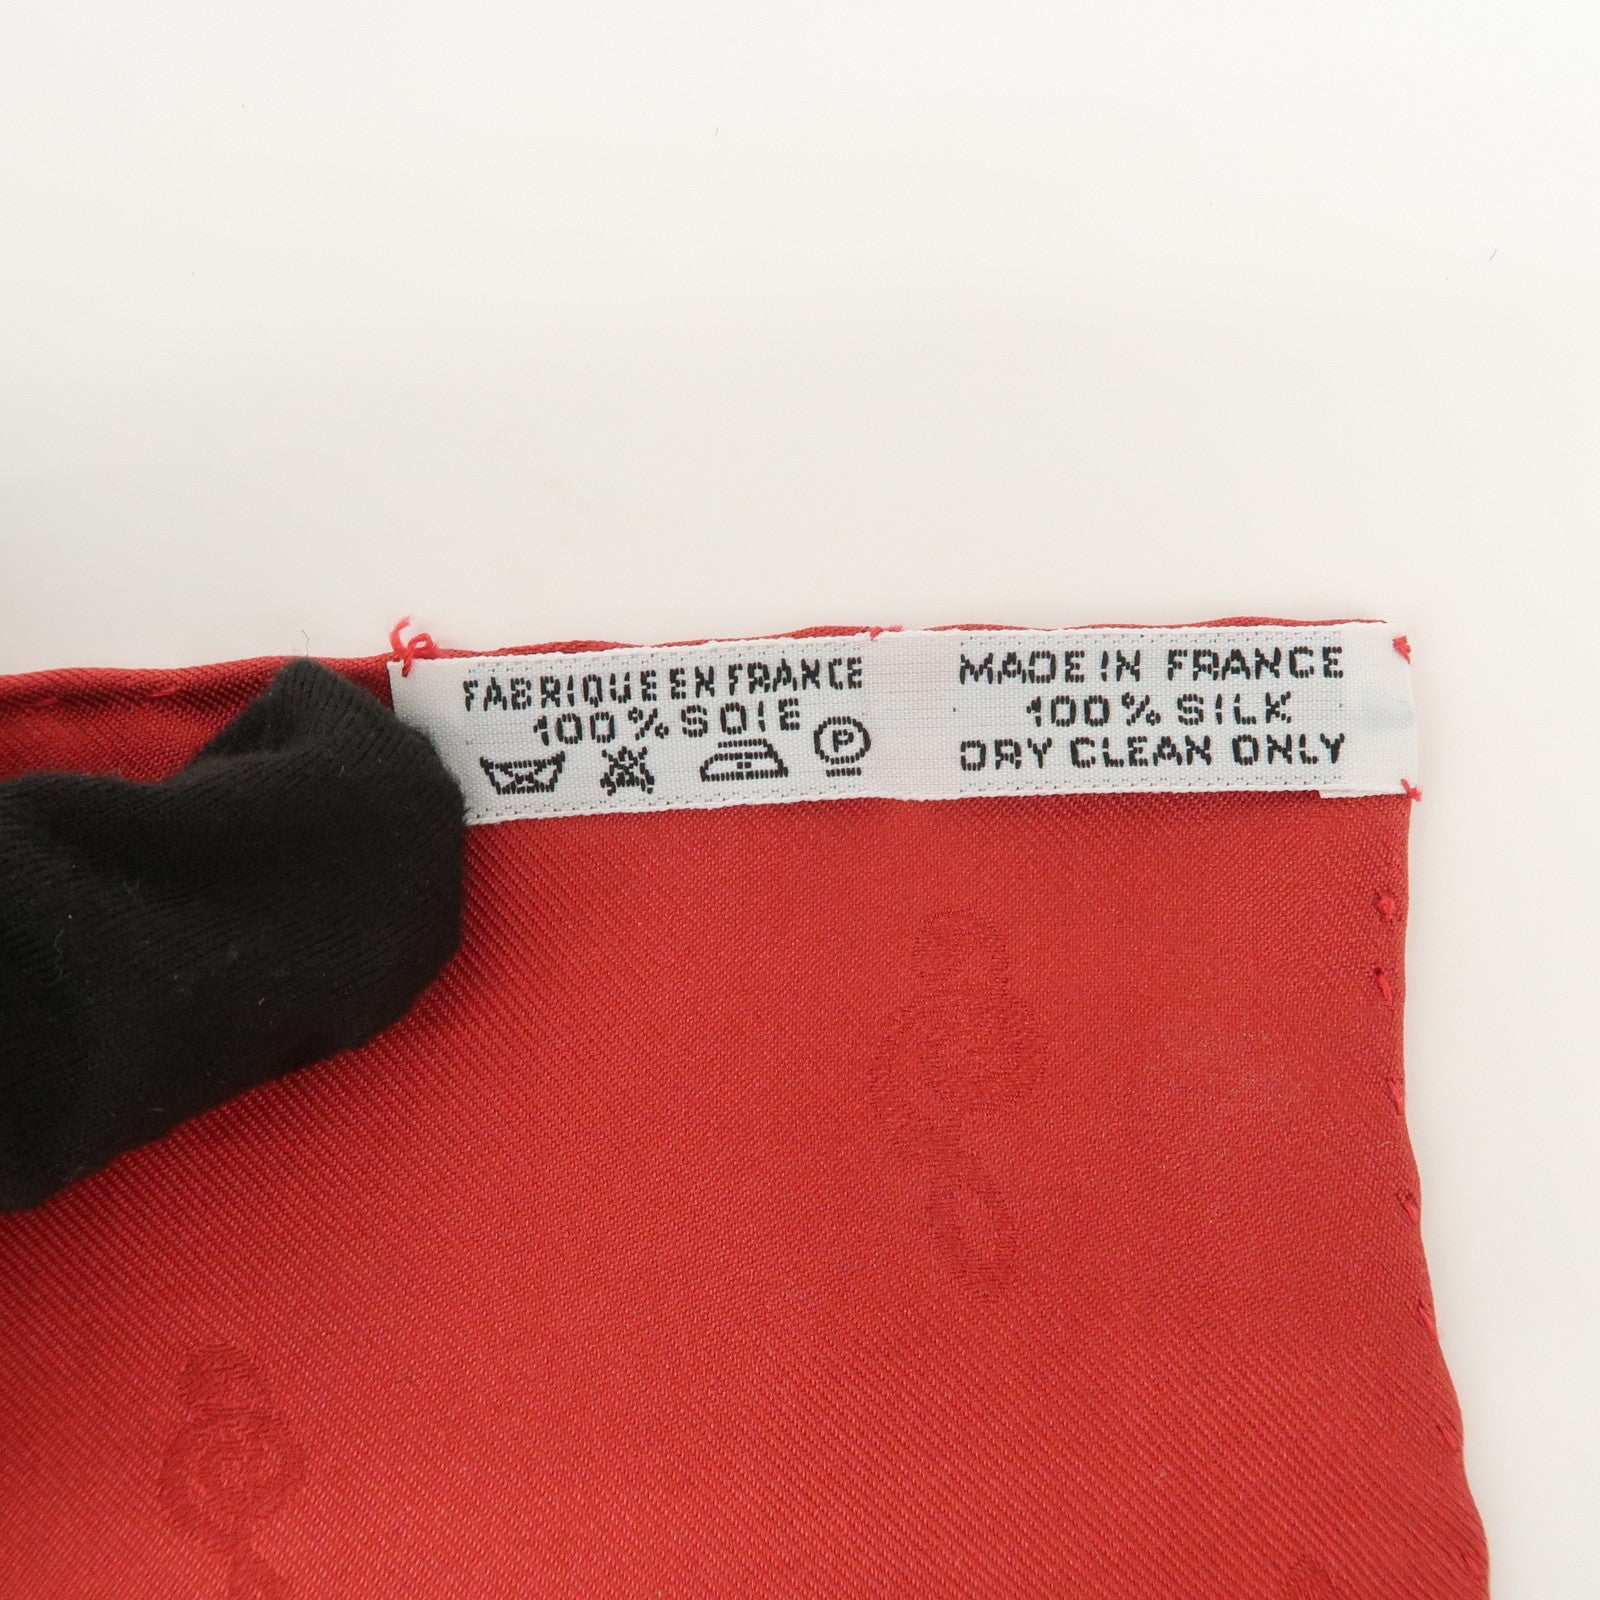 FABRIQUE EN FRANCE
100% SOIE
P
MADE IN FRANCE
100% SILK
DRY CLEAN ONLY